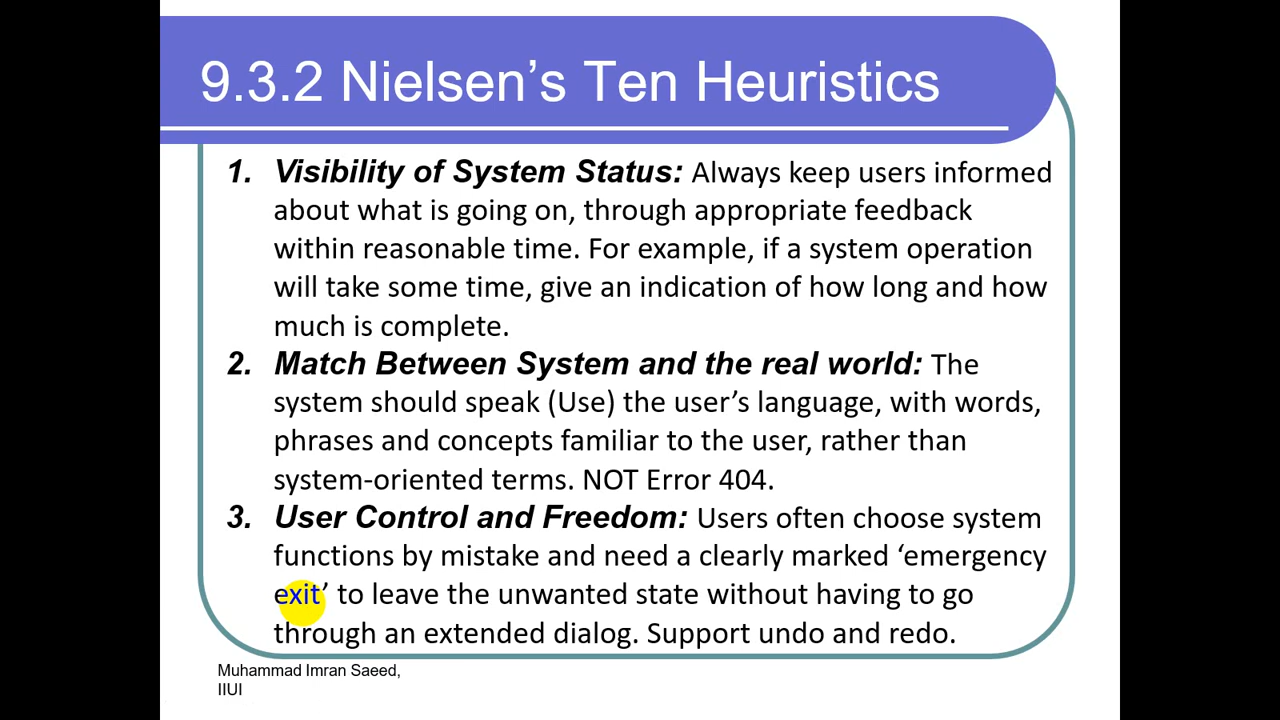 9.3.2 Nielsen’s Ten Heuristics
1. Visibility of System Status: Always keep users informed
about what is going on, through appropriate feedback
within reasonable time. For example, if a system operation
will take some time, give an indication of how long and how
much is complete.
2. Match Between System and the real world: The
system should speak (Use) the user’s language, with words,
phrases and concepts familiar to the user, rather than
system-oriented terms. NOT Error 404.
3. User Control and Freedom: Users often choose system
functions by mistake and need a clearly marked ‘emergency
exit’ to leave the unwanted state without having to go
through an extended dialog. Support undo and redo.
Muhammad Imran Saeed,
IIUI